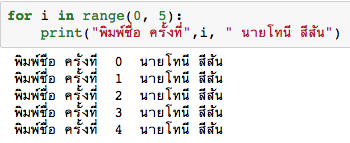 for i in range(0, 5):
print("พิมพ์ชื่อ ครั้งที่",i, " นายโทนี สีสัน")
พิมพ์ชื่อ ครั้งที่ 0 นายโทนี สีสัน
พิมพ์ชื่อ ครั้งที่ 1 นายโทนี สีสัน
พิมพ์ชื่อ ครั้งที่ 2 นายโทนี สีสัน
พิมพ์ชื่อ ครั้งที่ 3 นายโทนี สีสัน
พิมพ์ชื่อ ครั้งที่ 4 นายโทนี สีสัน